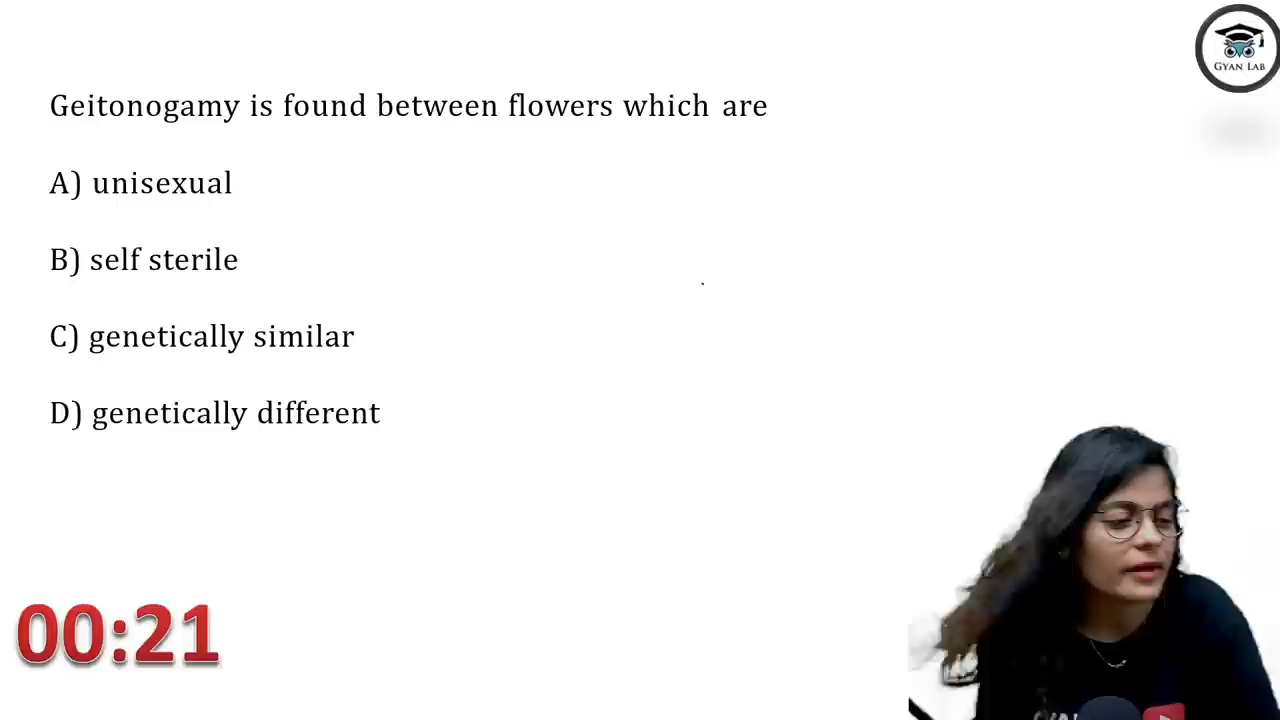 GYAN LAB
Geitonogamy is found between flowers which are
A) unisexual
B) self sterile
C) genetically similar
D) genetically different
00:21